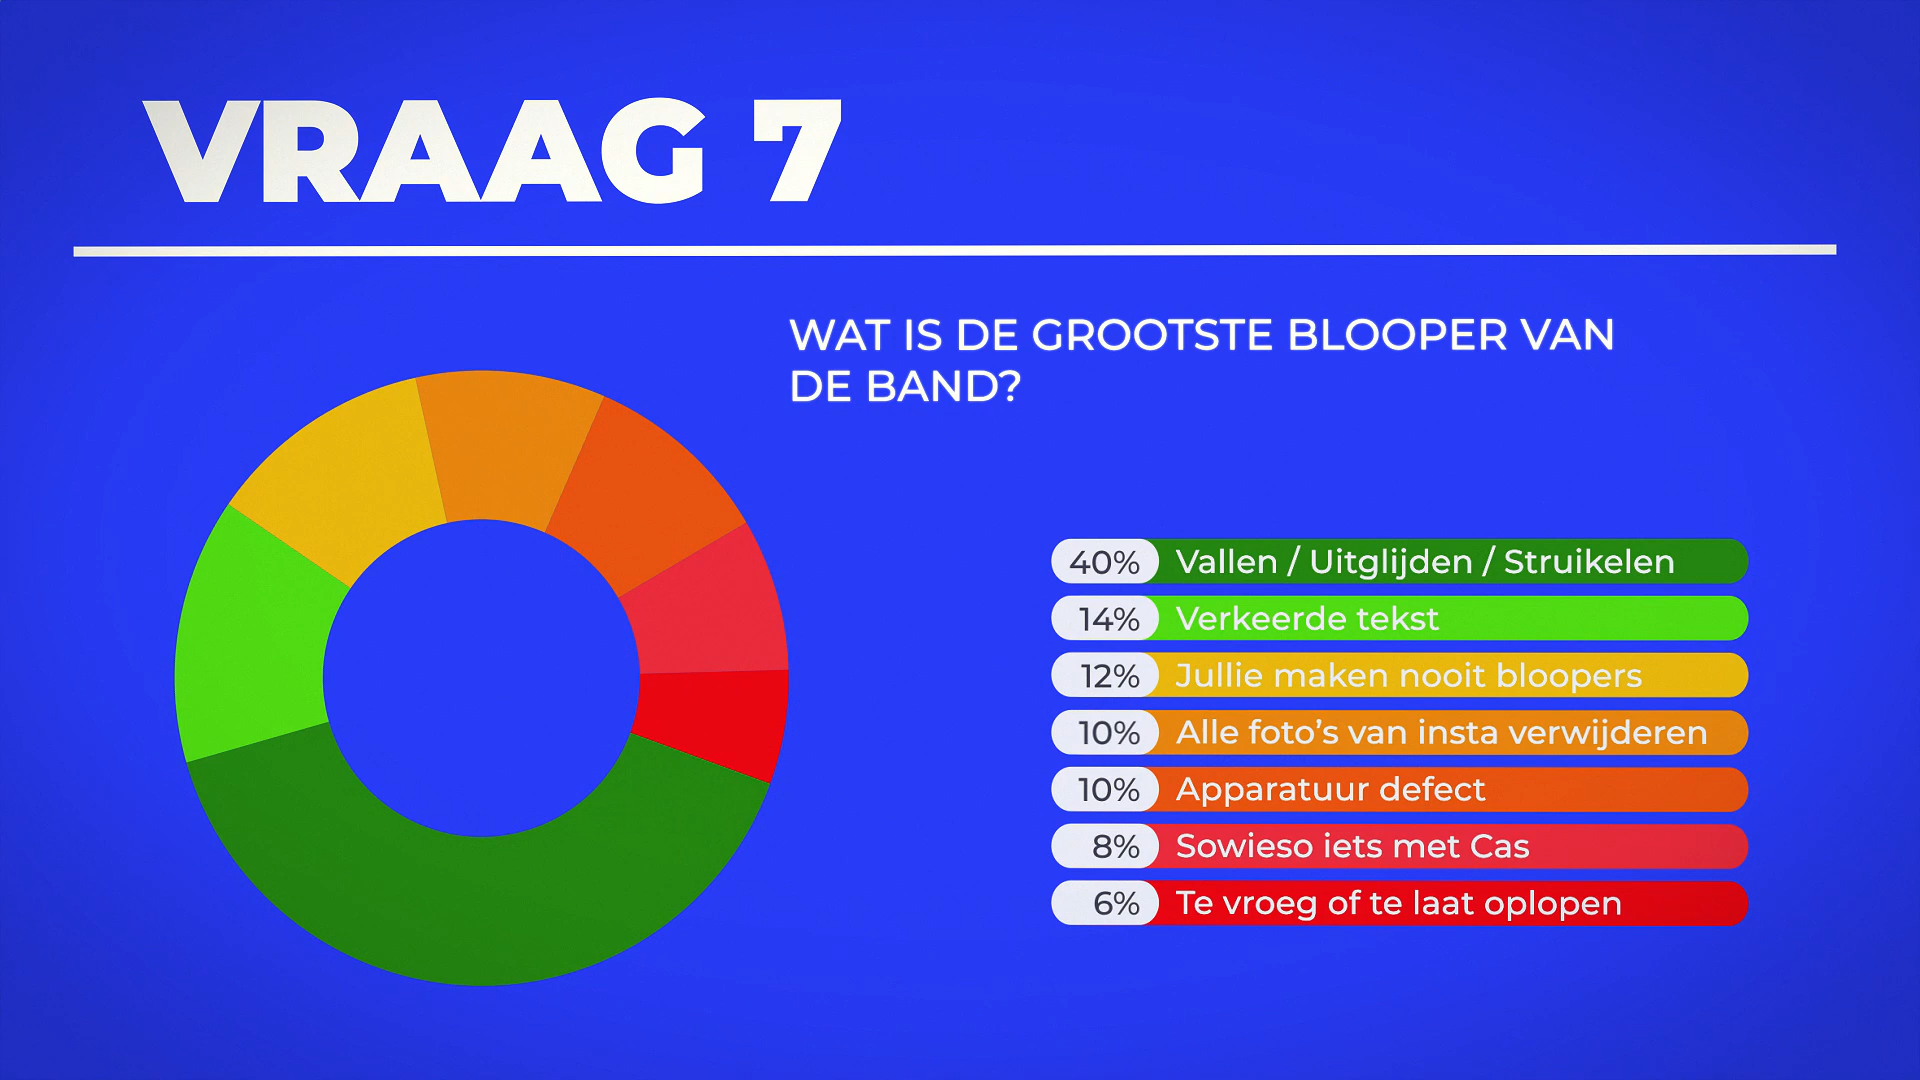 VRAAG 7
WAT IS DE GROOTSTE BLOOPER VAN
DE BAND?
40% Vallen / Uitglijden / Struikelen
14% Verkeerde tekst
12% Jullie maken nooit bloopers
10% Alle foto's van insta verwijderen
10% Apparatuur defect
8% Sowieso iets met Cas
6% Te vroeg of te laat oplopen